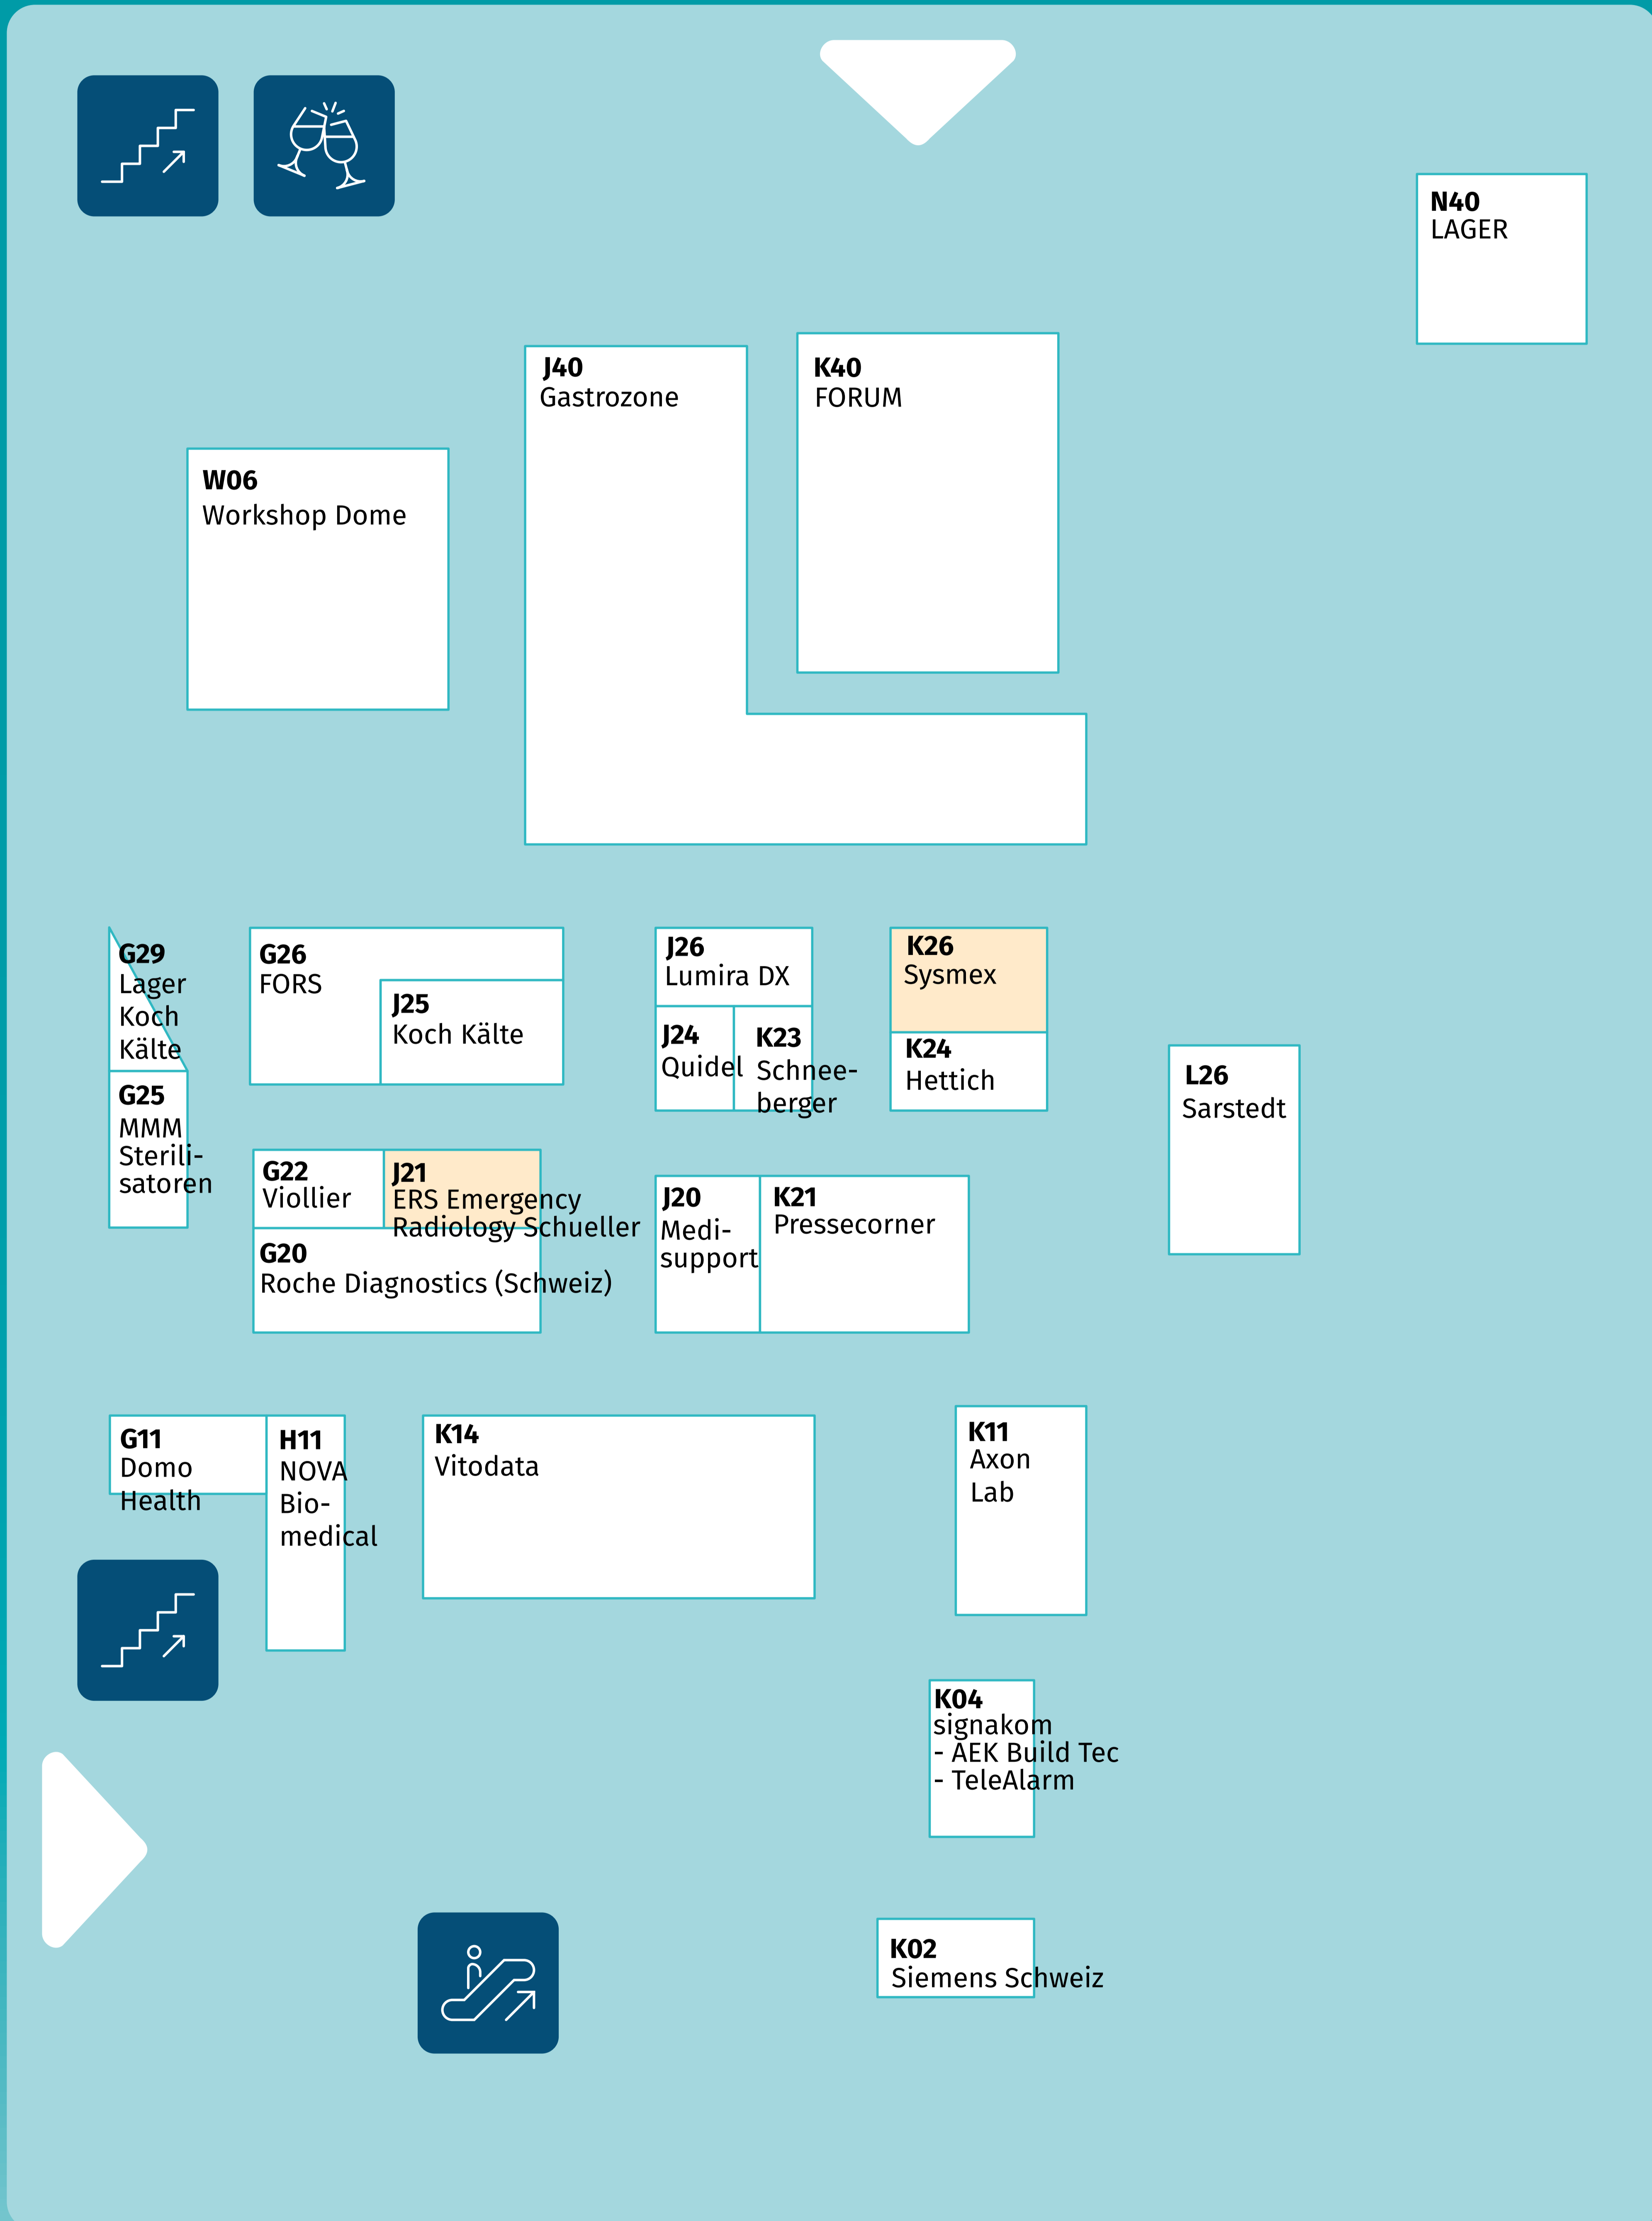 N40
LAGER
J40
Gastrozone
K40
FORUM
W06
Workshop Dome
G29
Lager
Koch
Kälte
G25
MMM
Sterili-
satoren
G26
FORS
J25
Koch Kälte
J26
Lumira DX
J24
Quidel
K23
Schnee-
berger
K26
Sysmex
K24
Hettich
L26
Sarstedt
G22
Viollier
J21
ERS Emergency
Radiology Schueller
G20
Roche Diagnostics (Schweiz)
J20
Medi-
support
K21
Pressecorner
G11
Domo
Health
H11
NOVA
Bio-
medical
K14
Vitodata
K11
Axon
Lab
K04
signakom
- AEK Build Tec
- TeleAlarm
K02
Siemens Schweiz